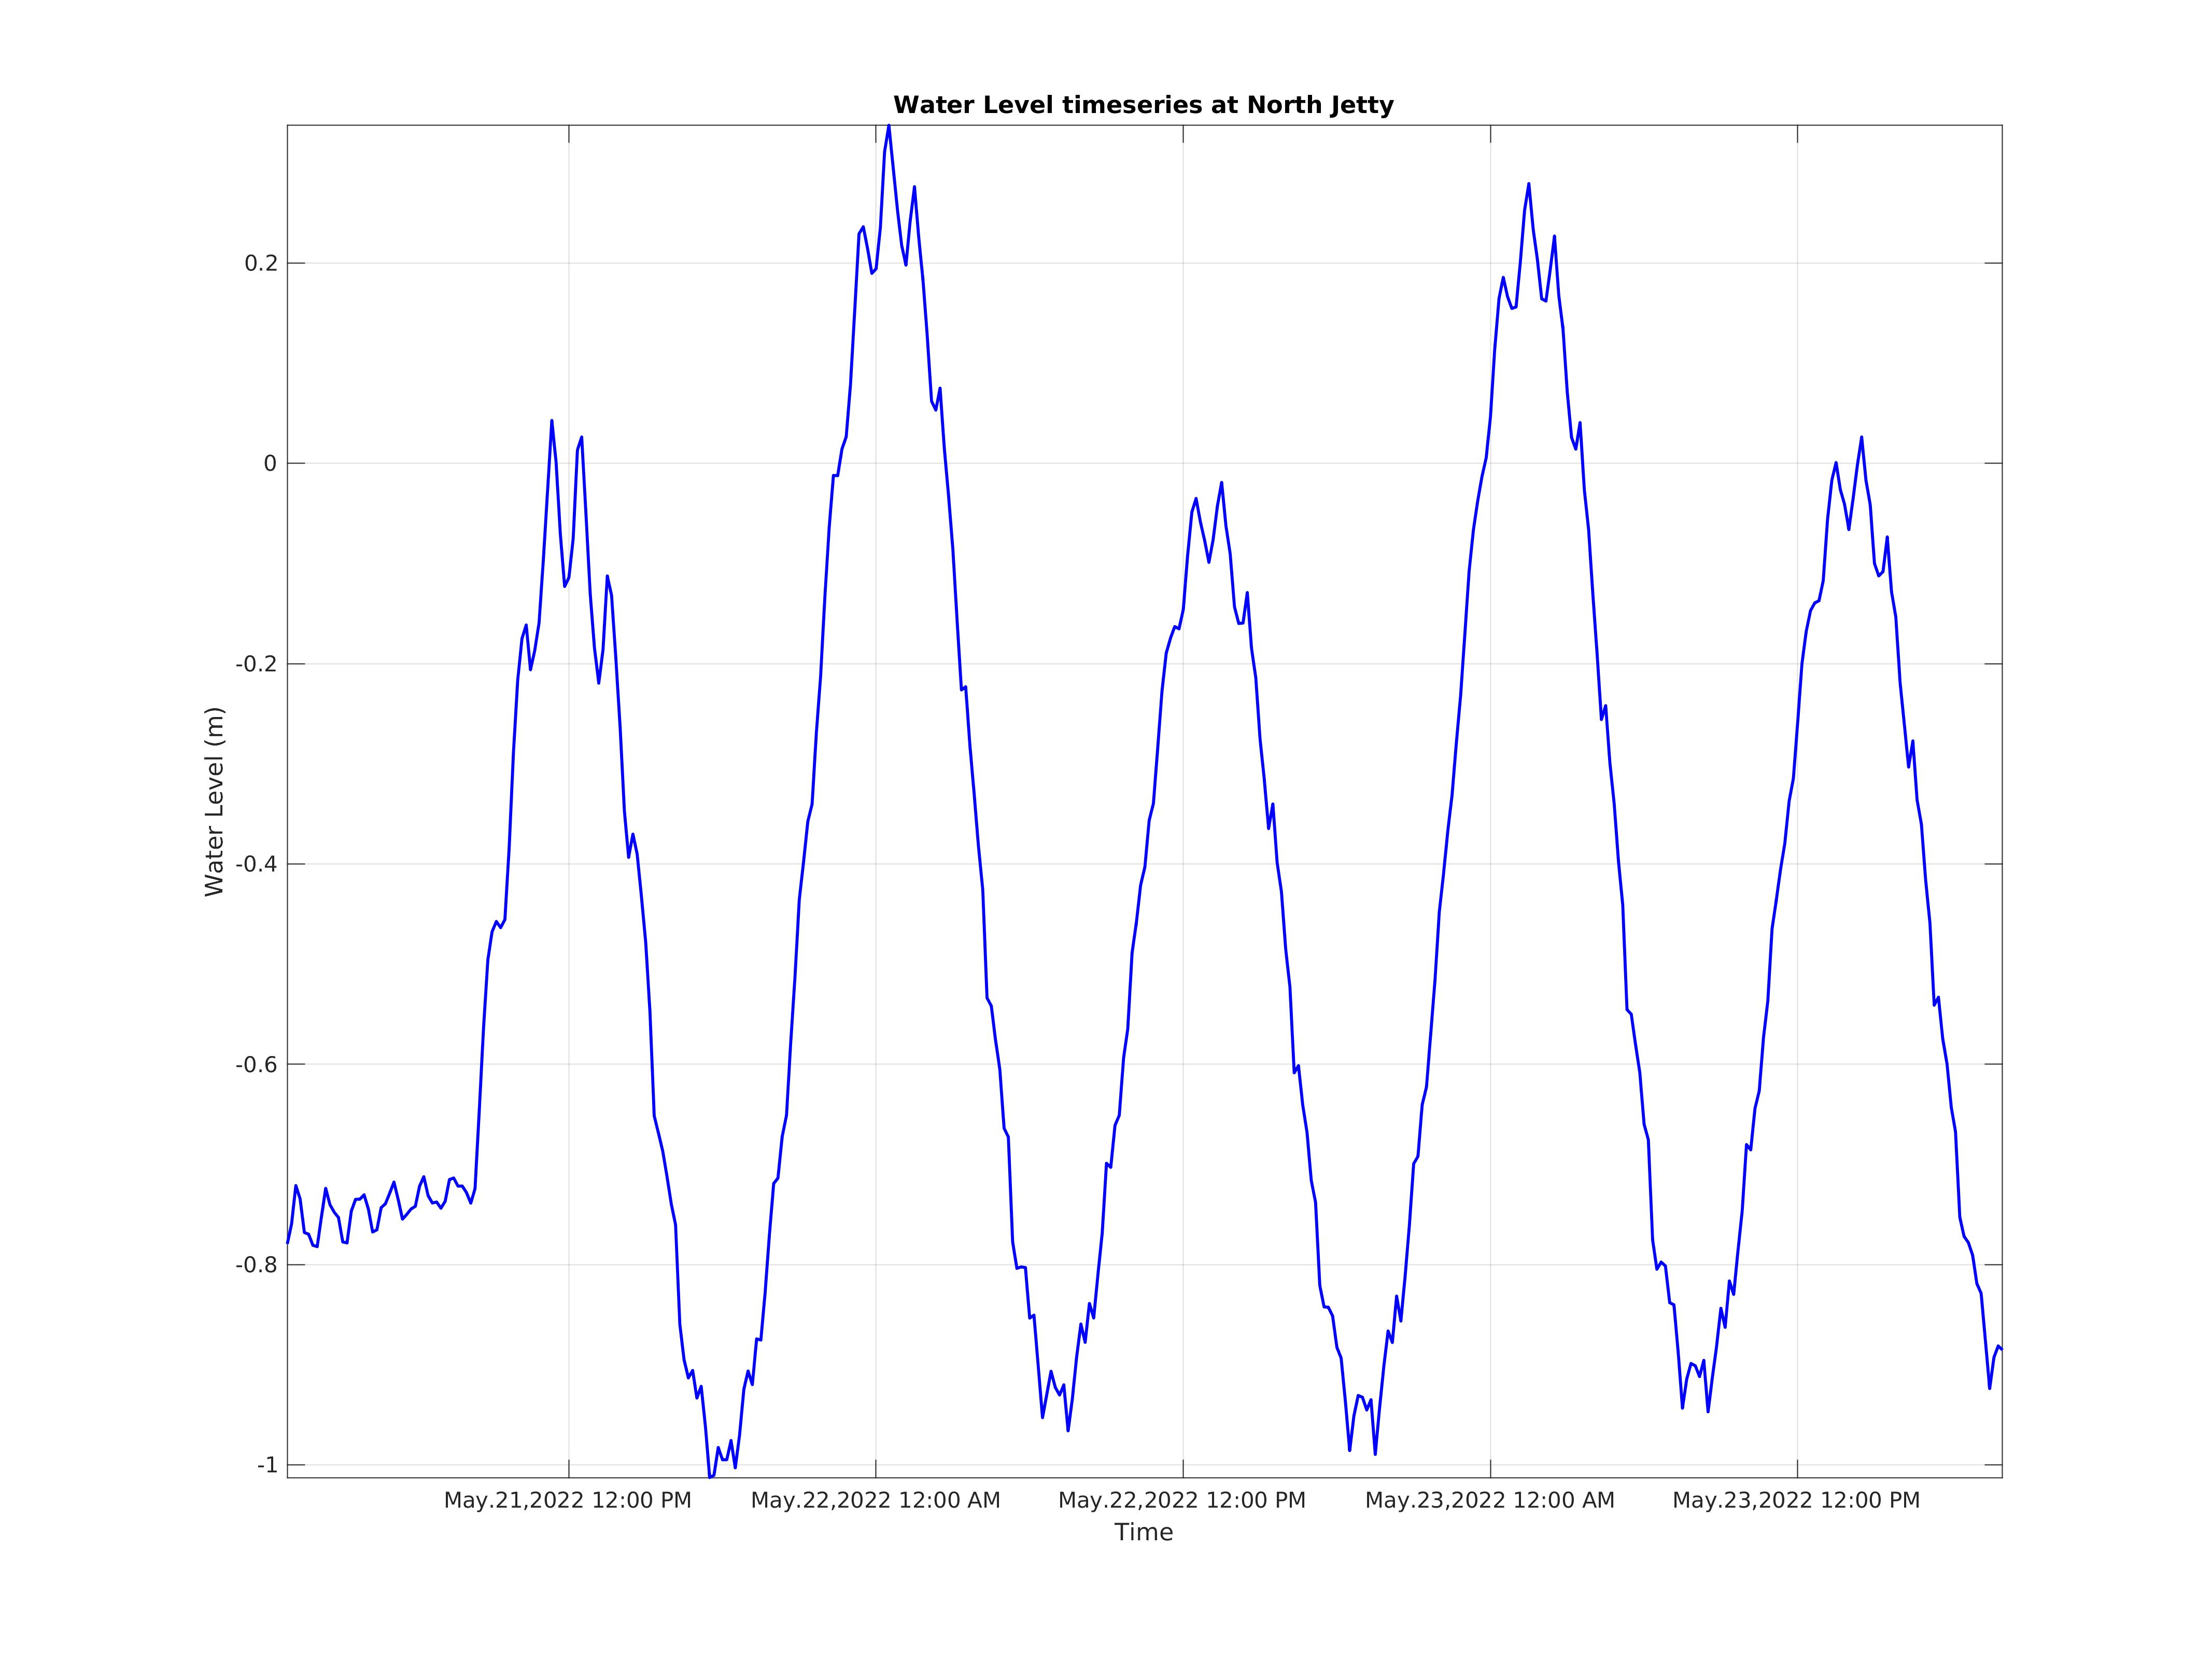 Water Level timeseries at North Jetty
Water Level (m)
0.2
0
-0.2
-0.4
-0.6
-0.8
-1
May.21,2022 12:00 PM
May.22,2022 12:00 AM
May.22,2022 12:00 PM
May.23,2022 12:00 AM
May.23,2022 12:00 PM
Time